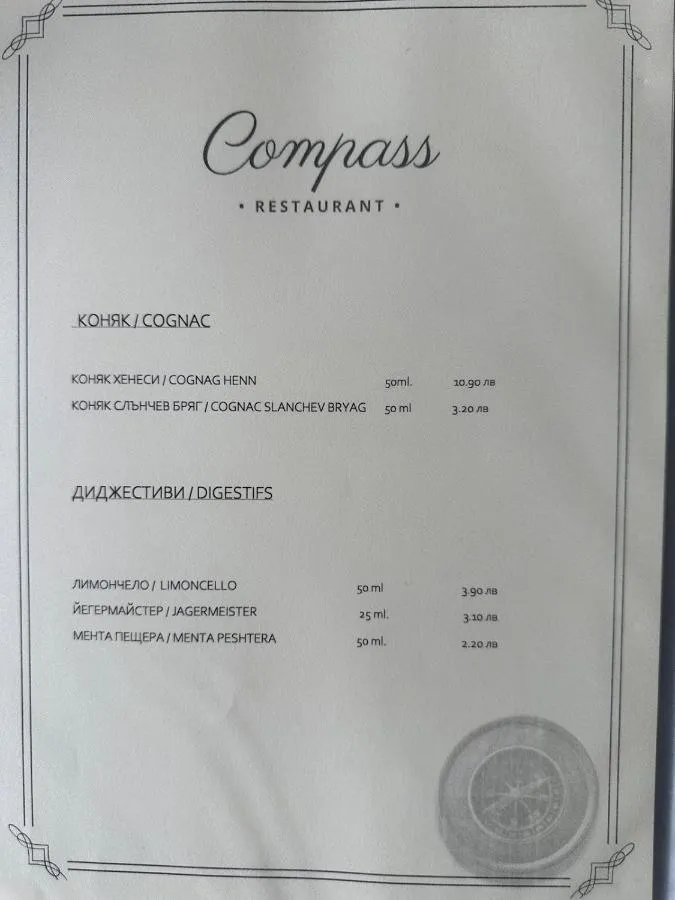 Compass
• RESTAURANT •
КОНЯК / COGNAC
КОНЯК ХЕНЕСИ / COGNAG HENN 50ml. 10.90 лв
КОНЯК СЛЪНЧЕВ БРЯГ / COGNAC SLANCHEV BRYAG 50 ml 3.20 лв
ДИДЖЕСТИВИ / DIGESTIFS
ЛИМОНЧЕЛО / LIMONCELLO 50 ml 3.90 лв
ЙЕГЕРМАЙСТЕР / JAGERMEISTER 25 ml. 3.10 лв
МЕНТА ПЕЩЕРА / MENTA PESHTERA 50 ml. 2.20 лв